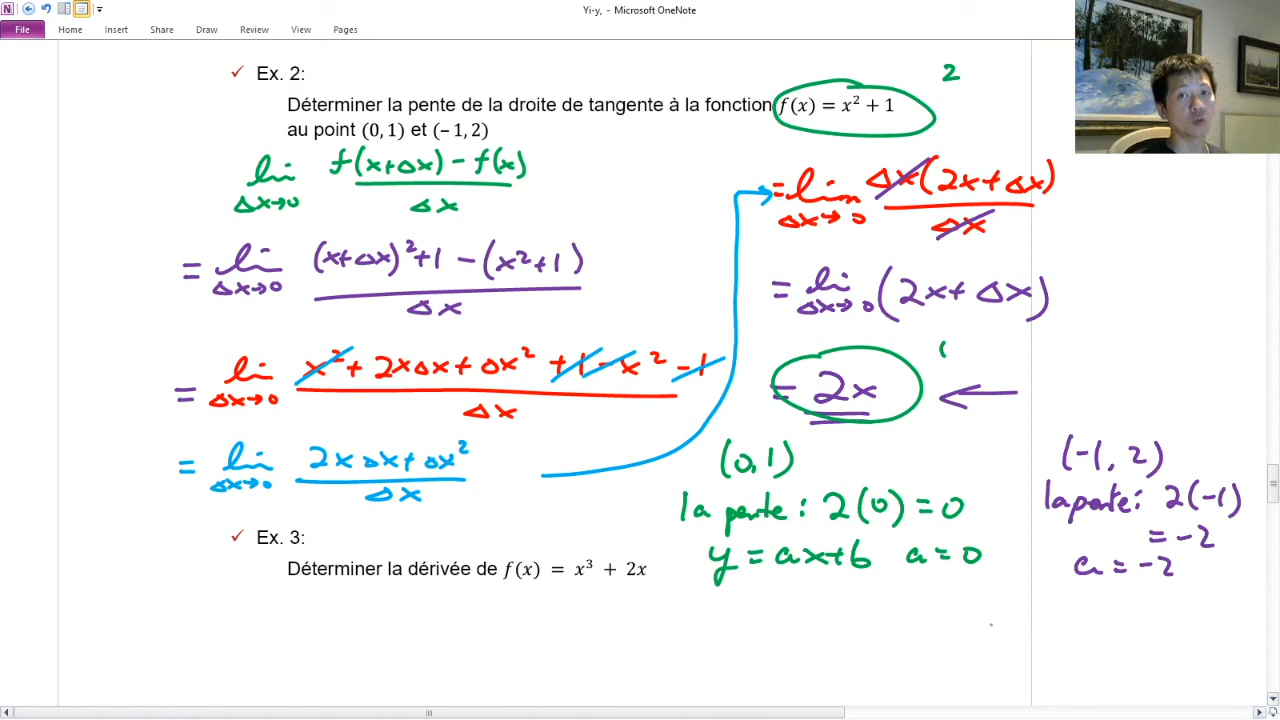 Yi-y, - Microsoft OneNote
File Home Insert Share Draw Review View Pages
✓ Ex. 2:
2
Déterminer la pente de la droite de tangente à la fonction f(x) = x² + 1
au point (0, 1) et (– 1, 2)
lim Δx→0 f(x+Δx) - f(x) / Δx
= lim Δx→0 (x+Δx)²+1 - (x²+1) / Δx
= lim Δx→0 x² + 2xΔx + Δx² + 1 - x² - 1 / Δx
= lim Δx→0 2xΔx + Δx² / Δx
= lim Δx→0 Δx(2x+Δx) / Δx
= lim Δx→0 (2x + Δx)
= 2x ←
(0, 1)
la pente : 2(0) = 0
y = ax+b a = 0
(-1, 2)
la pente : 2(-1)
= -2
a = -2
✓ Ex. 3:
Déterminer la dérivée de f(x) = x³ + 2x